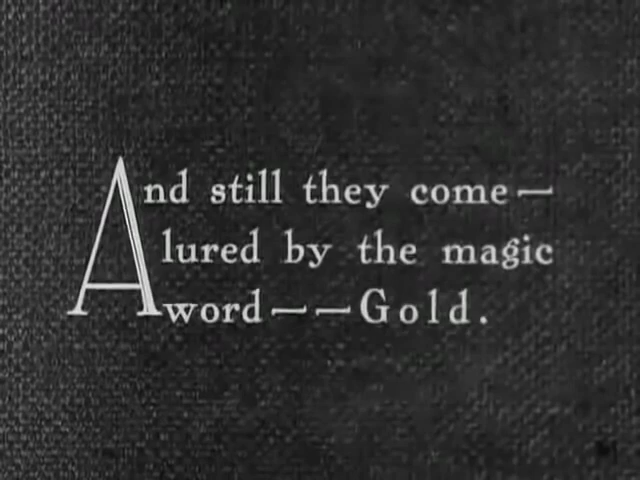 And still they come—
lured by the magic
word——Gold.